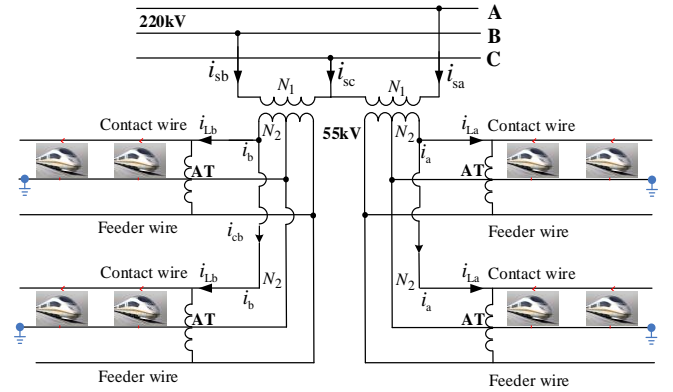 220kV
A
B
C
isb
N1
isc
N1
isa
Contact wire
iLb
ib
N2
55kV
N2
ia
iLa
Contact wire
AT
AT
Feeder wire
Feeder wire
icb
Contact wire
iLb
ib
N2
N2
ia
iLa
Contact wire
AT
AT
Feeder wire
Feeder wire